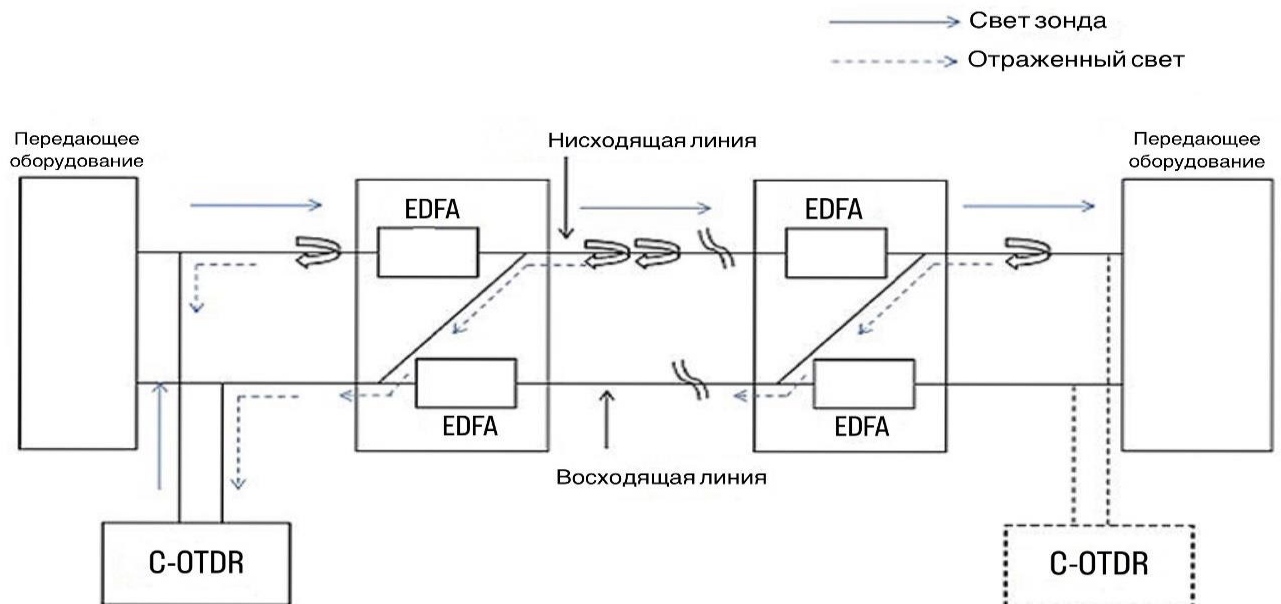 Свет зонда
Отраженный свет
Передающее
оборудование
Нисходящая линия
Передающее
оборудование
EDFA
EDFA
EDFA
EDFA
Восходящая линия
C-OTDR
C-OTDR